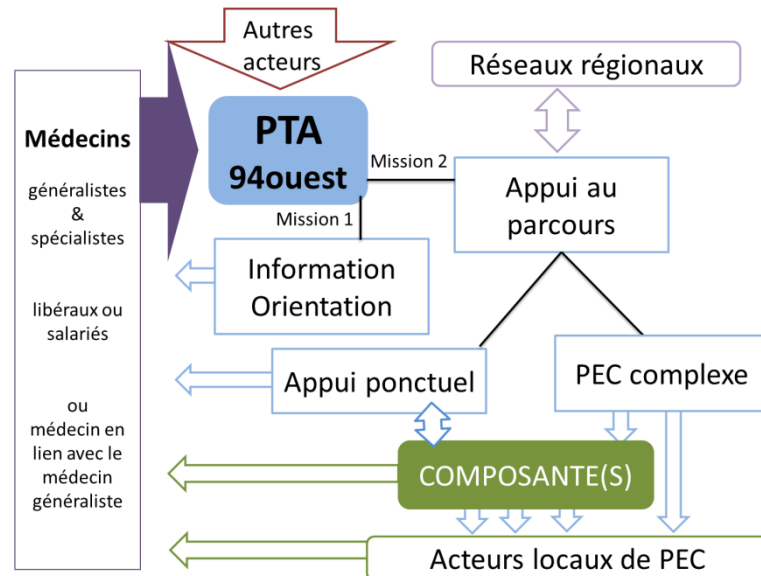 Autres
acteurs
Réseaux régionaux
Médecins
généralistes
&
spécialistes
libéraux ou
salariés
ou
médecin en
lien avec le
médecin
généraliste
PTA
94ouest
Mission 2
Mission 1
Appui au
parcours
Information
Orientation
Appui ponctuel
PEC complexe
COMPOSANTE(S)
Acteurs locaux de PEC